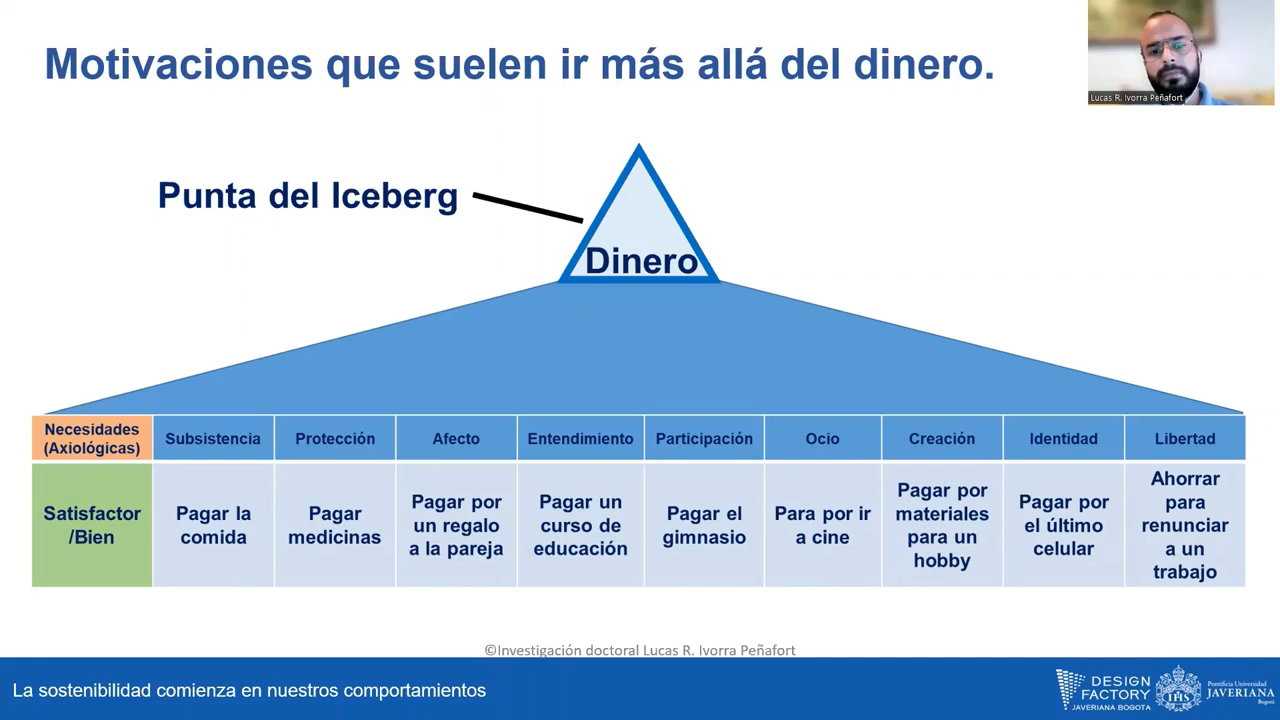 Motivaciones que suelen ir más allá del dinero.
Lucas R. Ivorra Peñafort
Punta del Iceberg
Dinero
Necesidades
(Axiológicas)
Subsistencia
Protección
Afecto
Entendimiento
Participación
Ocio
Creación
Identidad
Libertad
Satisfactor
/Bien
Pagar la
comida
Pagar
medicinas
Pagar por
un regalo
a la pareja
Pagar un
curso de
educación
Pagar el
gimnasio
Para por ir
a cine
Pagar por
materiales
para un
hobby
Pagar por
el último
celular
Ahorrar
para
renunciar
a un
trabajo
©Investigación doctoral Lucas R. Ivorra Peñafort
La sostenibilidad comienza en nuestros comportamientos
DESIGN
FACTORY
JAVERIANA BOGOTA
IHS
Pontificia Universidad
JAVERIANA
Bogotá